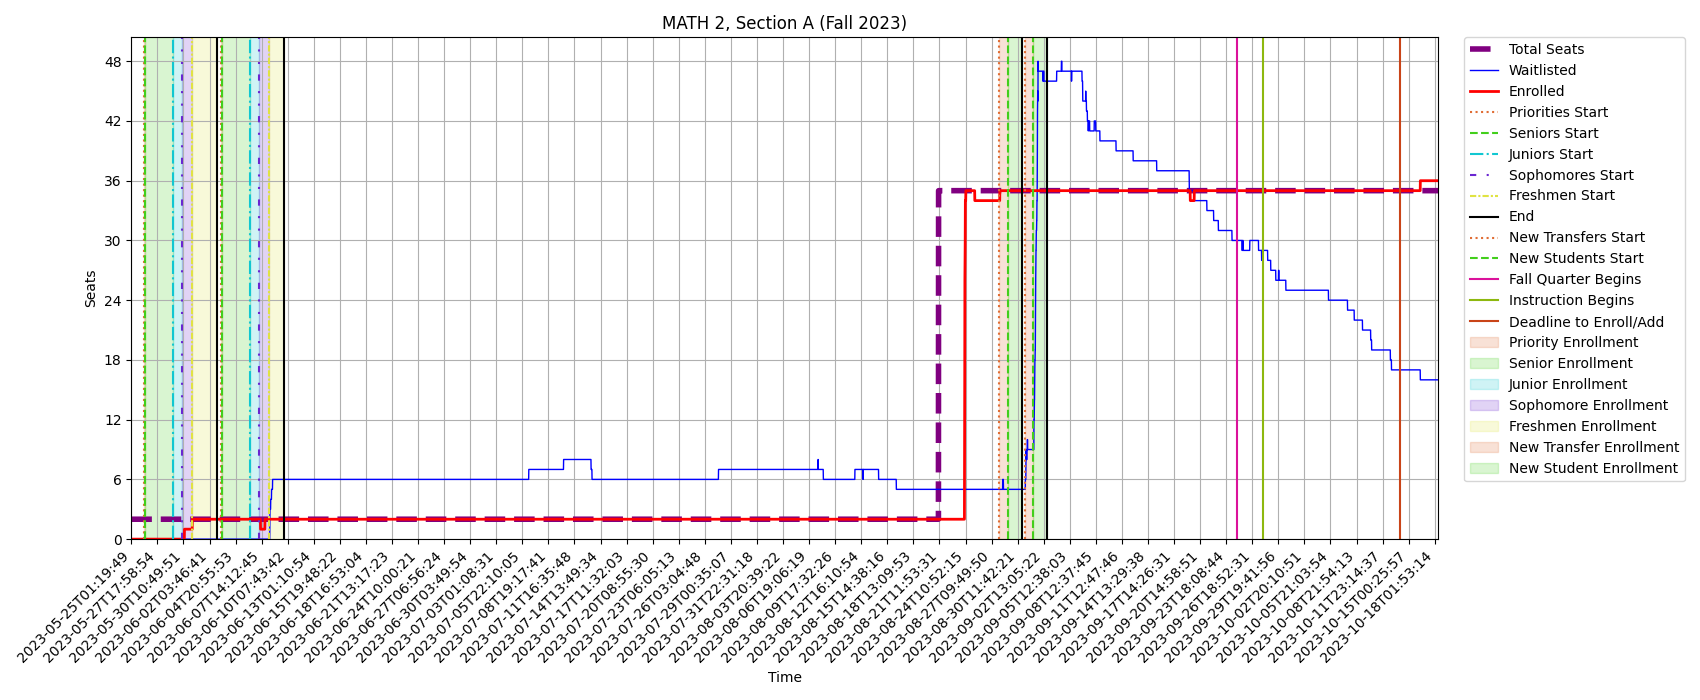 MATH 2, Section A (Fall 2023)
Seats
48
42
36
30
24
18
12
6
0
2023-05-25T01:19:49
2023-05-27T17:58:54
2023-05-30T10:49:51
2023-06-02T03:46:41
2023-06-04T20:55:53
2023-06-07T14:12:45
2023-06-10T07:43:42
2023-06-13T01:10:54
2023-06-15T19:48:22
2023-06-18T16:53:04
2023-06-21T13:17:23
2023-06-24T10:00:21
2023-06-27T06:56:24
2023-06-30T03:49:54
2023-07-03T01:08:31
2023-07-05T22:10:05
2023-07-08T19:17:41
2023-07-11T16:35:48
2023-07-14T13:49:34
2023-07-17T11:32:03
2023-07-20T08:55:30
2023-07-23T06:05:13
2023-07-26T03:04:48
2023-07-29T00:35:07
2023-07-31T22:31:18
2023-08-03T20:39:22
2023-08-06T19:06:19
2023-08-09T17:32:26
2023-08-12T16:10:54
2023-08-15T14:38:16
2023-08-18T13:09:53
2023-08-21T11:53:31
2023-08-24T10:52:15
2023-08-27T09:49:50
2023-08-30T11:42:21
2023-09-02T13:05:22
2023-09-05T12:38:03
2023-09-08T12:37:45
2023-09-11T12:47:46
2023-09-14T13:29:38
2023-09-17T14:26:31
2023-09-20T14:58:51
2023-09-23T18:08:44
2023-09-26T18:52:31
2023-09-29T19:41:56
2023-10-02T20:10:51
2023-10-05T21:03:54
2023-10-08T21:54:13
2023-10-11T23:14:37
2023-10-15T00:25:57
2023-10-18T01:53:14
Time
Total Seats
Waitlisted
Enrolled
Priorities Start
Seniors Start
Juniors Start
Sophomores Start
Freshmen Start
End
New Transfers Start
New Students Start
Fall Quarter Begins
Instruction Begins
Deadline to Enroll/Add
Priority Enrollment
Senior Enrollment
Junior Enrollment
Sophomore Enrollment
Freshmen Enrollment
New Transfer Enrollment
New Student Enrollment